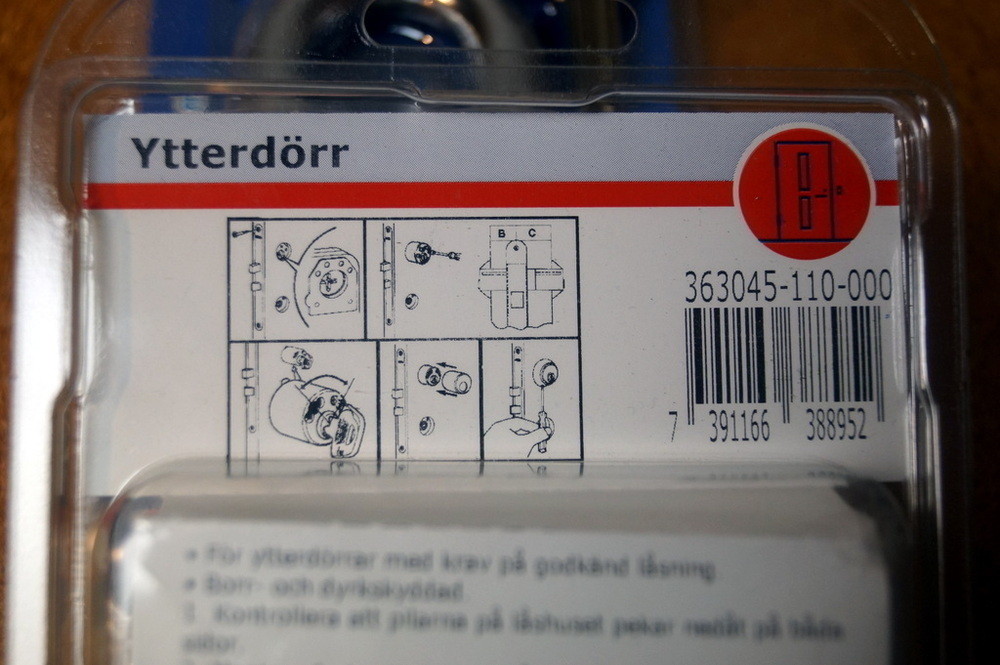 Ytterdörr
B C
363045-110-000
7 391166 388952
• För ytterdörrar med krav på godkänd låsning
• Borr- och dyrkskyddad.
1. Kontrollera att pilarna på låshuset pekar nedåt på båda
sidor.